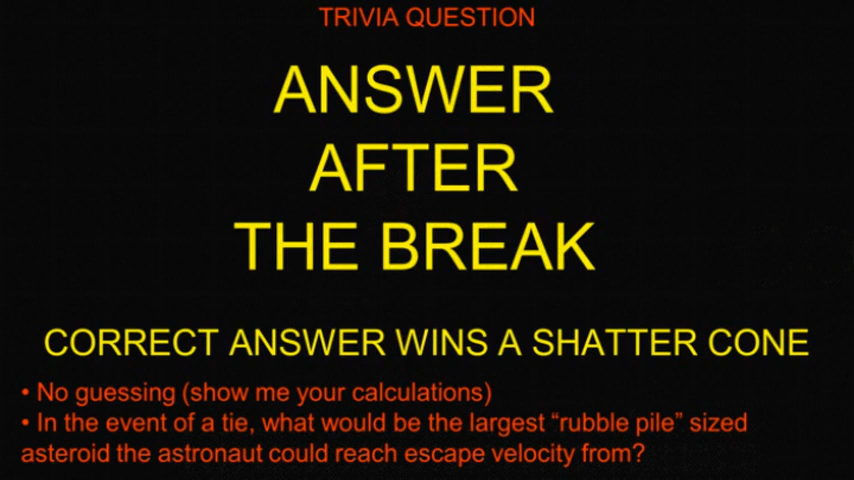 TRIVIA QUESTION
ANSWER
AFTER
THE BREAK
CORRECT ANSWER WINS A SHATTER CONE
• No guessing (show me your calculations)
• In the event of a tie, what would be the largest “rubble pile” sized
asteroid the astronaut could reach escape velocity from?